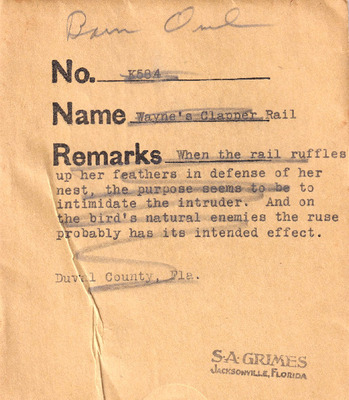 Barn Owl
No. K584
Name Wayne's Clapper Rail
Remarks When the rail ruffles
up her feathers in defense of her
nest, the purpose seems to be to
intimidate the intruder. And on
the bird's natural enemies the ruse
probably has its intended effect.
Duval County, Fla.
S·A·GRIMES
JACKSONVILLE, FLORIDA